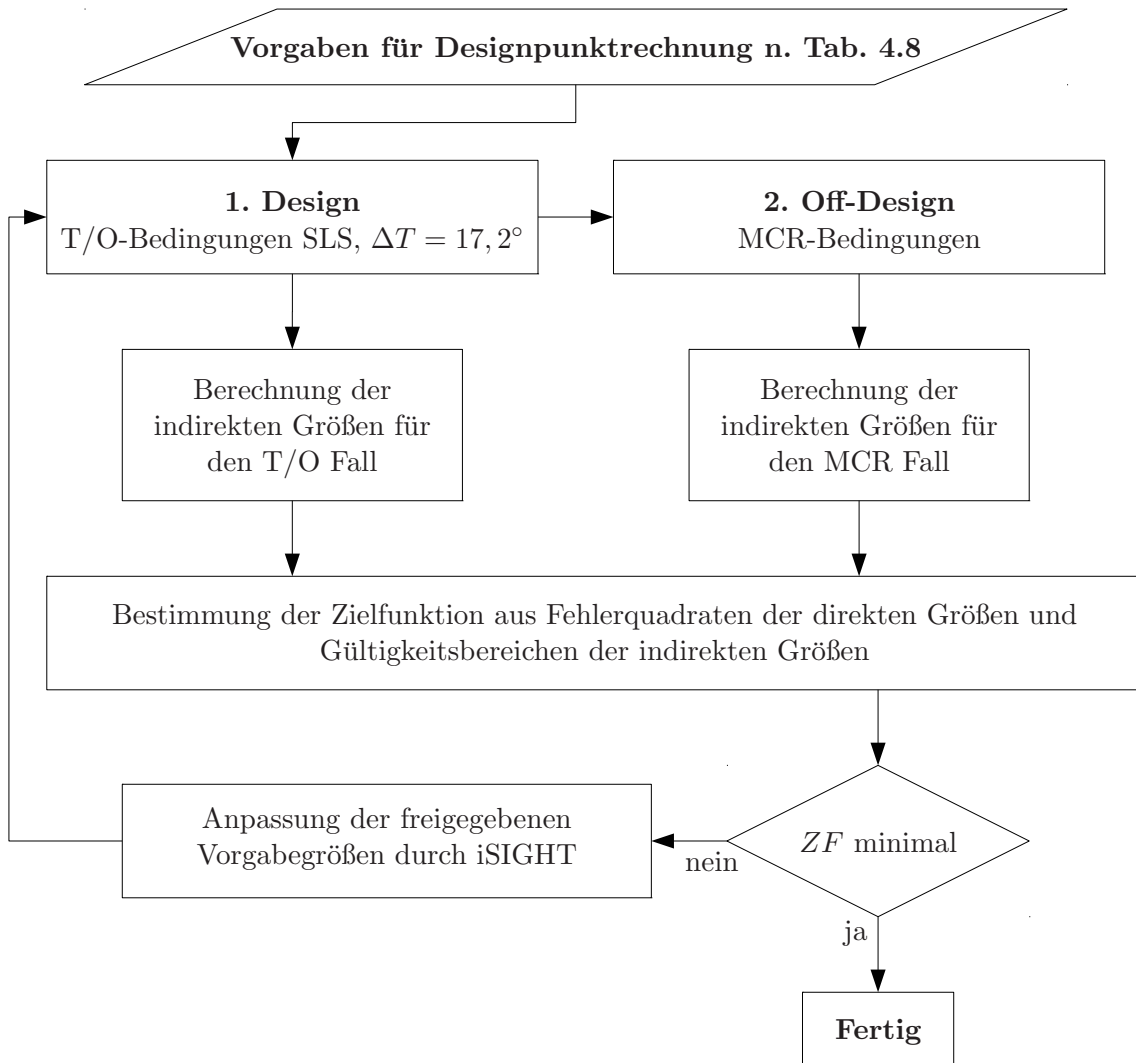 Vorgaben für Designpunktrechnung n. Tab. 4.8
1. Design
T/O-Bedingungen SLS, ΔT = 17, 2°
2. Off-Design
MCR-Bedingungen
Berechnung der
indirekten Größen für
den T/O Fall
Berechnung der
indirekten Größen für
den MCR Fall
Bestimmung der Zielfunktion aus Fehlerquadraten der direkten Größen und
Gültigkeitsbereichen der indirekten Größen
Anpassung der freigegebenen
Vorgabegrößen durch iSIGHT
nein
ZF minimal
ja
Fertig